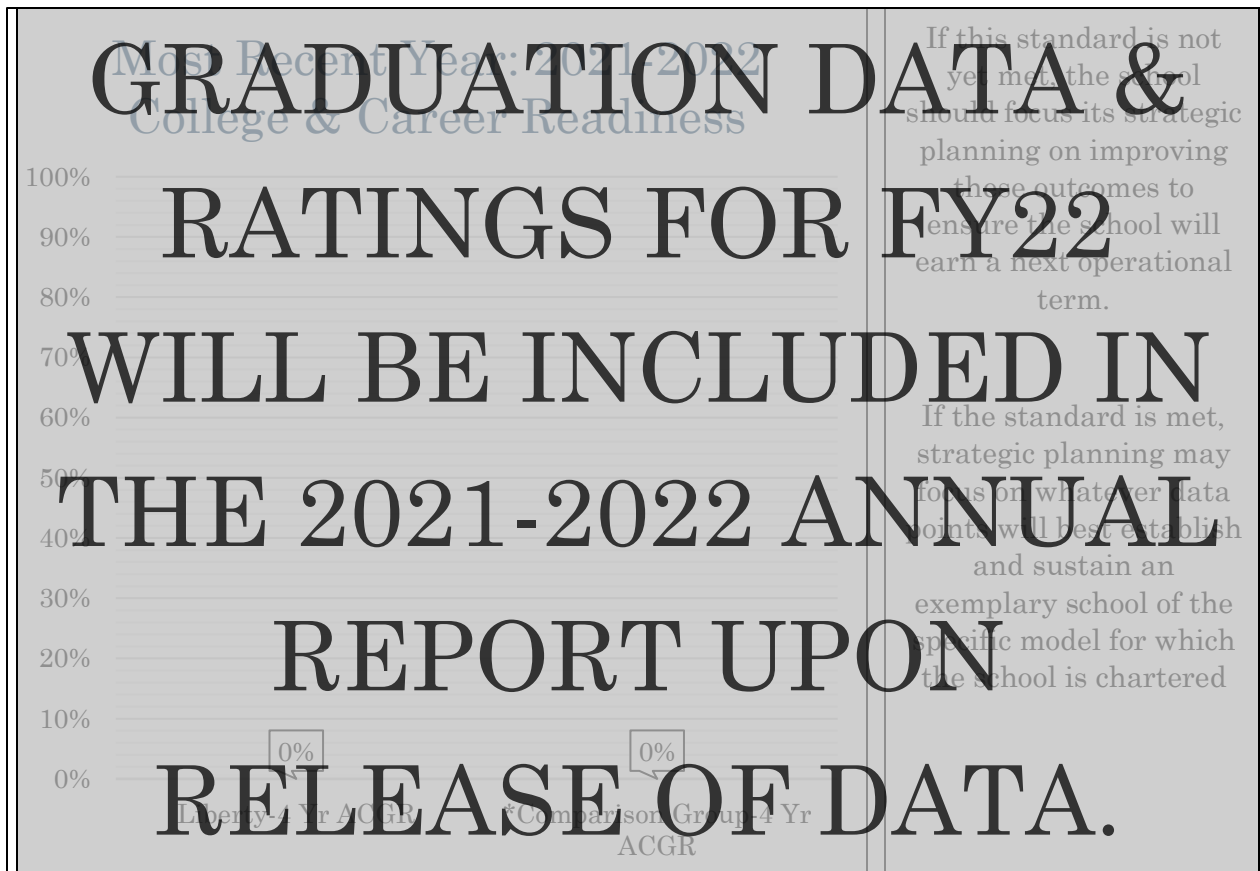 GRADUATION DATA &
RATINGS FOR FY22
WILL BE INCLUDED IN
THE 2021-2022 ANNUAL
REPORT UPON
RELEASE OF DATA.
Most Recent Year: 2021-2022
College & Career Readiness
100%
90%
80%
70%
60%
50%
40%
30%
20%
10%
0%
0%
0%
Liberty-4 Yr ACGR
*Comparison Group-4 Yr
ACGR
If this standard is not
yet met, the school
should focus its strategic
planning on improving
these outcomes to
ensure the school will
earn a next operational
term.
If the standard is met,
strategic planning may
focus on whatever data
points will best establish
and sustain an
exemplary school of the
specific model for which
the school is chartered